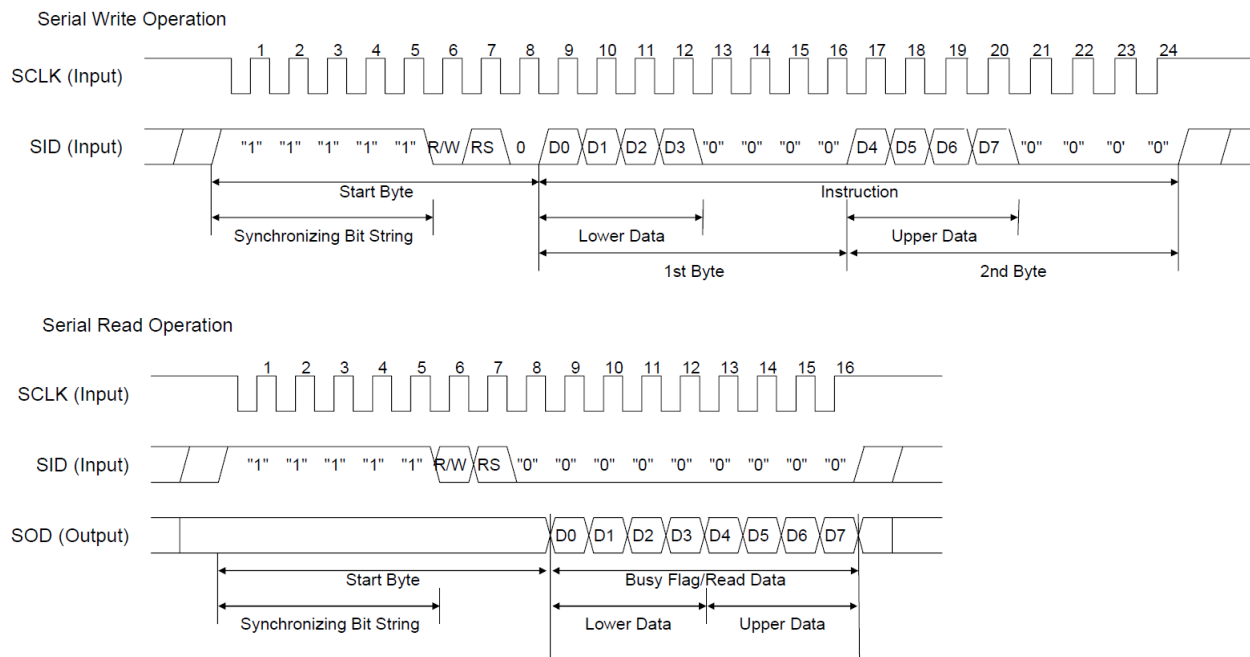 Serial Write Operation
1 2 3 4 5 6 7 8 9 10 11 12 13 14 15 16 17 18 19 20 21 22 23 24
SCLK (Input)
SID (Input) "1" "1" "1" "1" "1" R/W RS 0 D0 D1 D2 D3 "0" "0" "0" "0" D4 D5 D6 D7 "0" "0" "0' "0"
Start Byte Instruction
Synchronizing Bit String Lower Data Upper Data
1st Byte 2nd Byte
Serial Read Operation
1 2 3 4 5 6 7 8 9 10 11 12 13 14 15 16
SCLK (Input)
SID (Input) "1" "1" "1" "1" "1" R/W RS "0" "0" "0" "0" "0" "0" "0" "0" "0"
SOD (Output) D0 D1 D2 D3 D4 D5 D6 D7
Start Byte Busy Flag/Read Data
Synchronizing Bit String Lower Data Upper Data